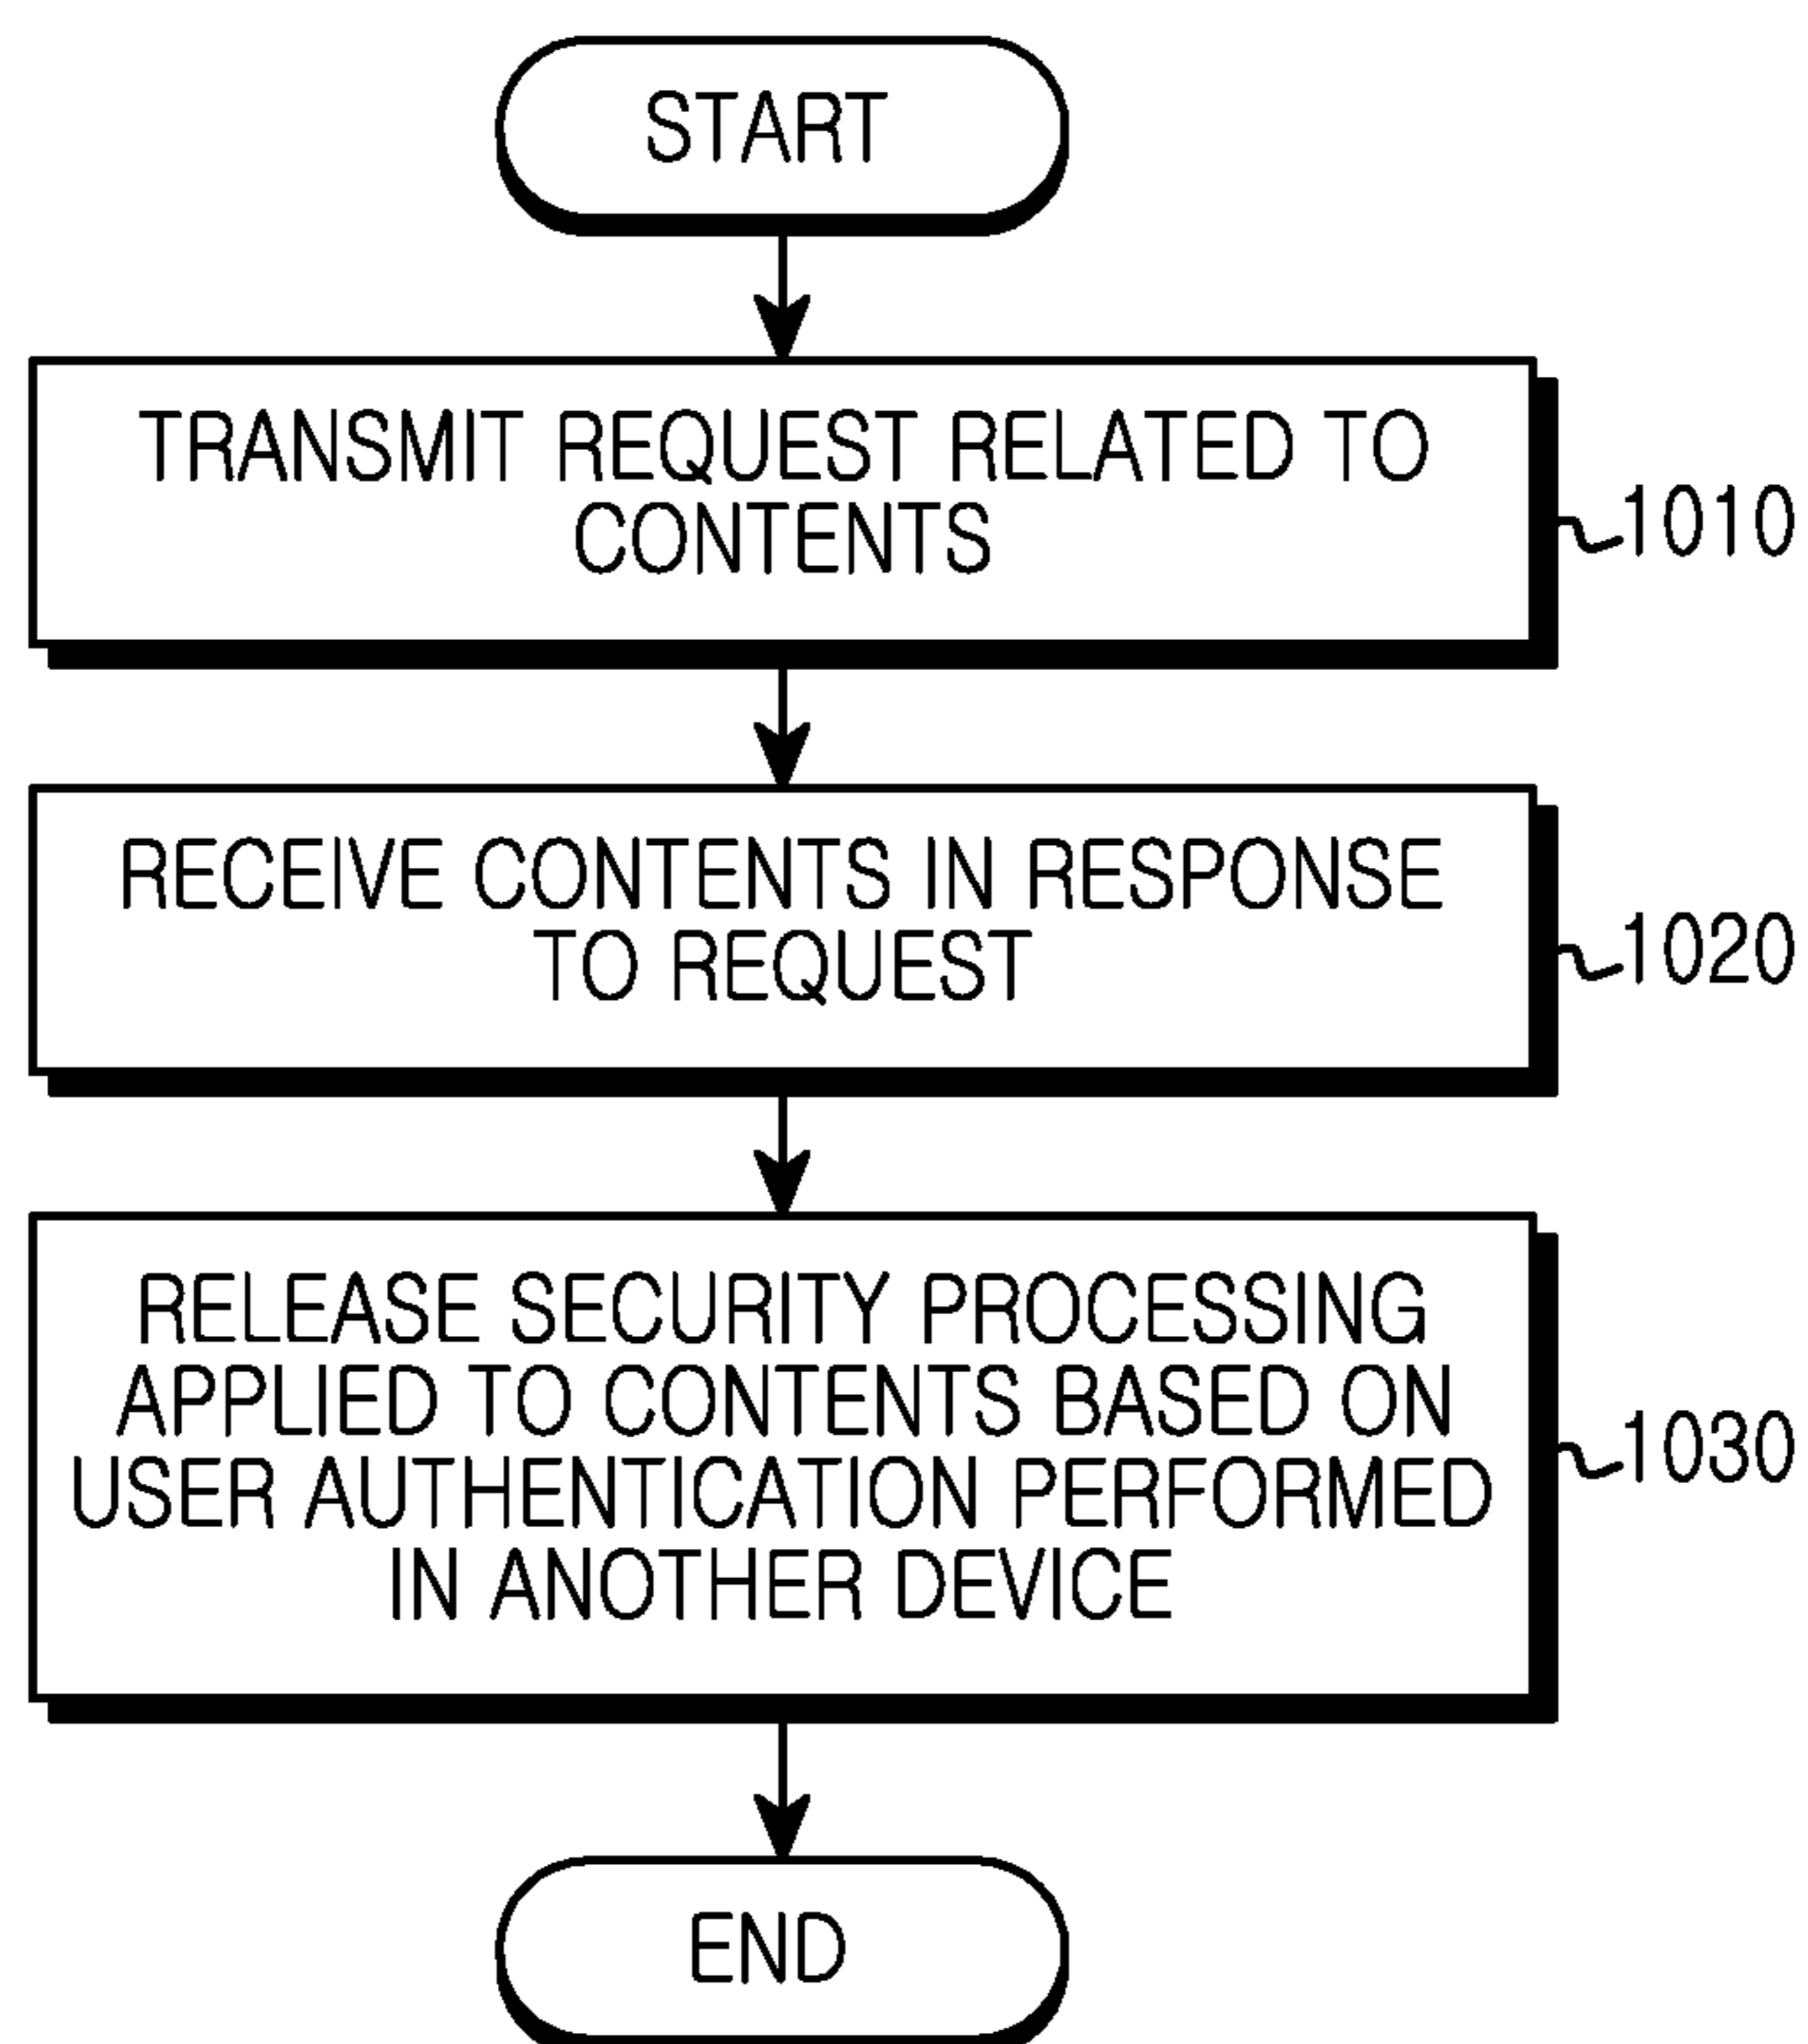 START
TRANSMIT REQUEST RELATED TO
CONTENTS
1010
RECEIVE CONTENTS IN RESPONSE
TO REQUEST
1020
RELEASE SECURITY PROCESSING
APPLIED TO CONTENTS BASED ON
USER AUTHENTICATION PERFORMED
IN ANOTHER DEVICE
1030
END